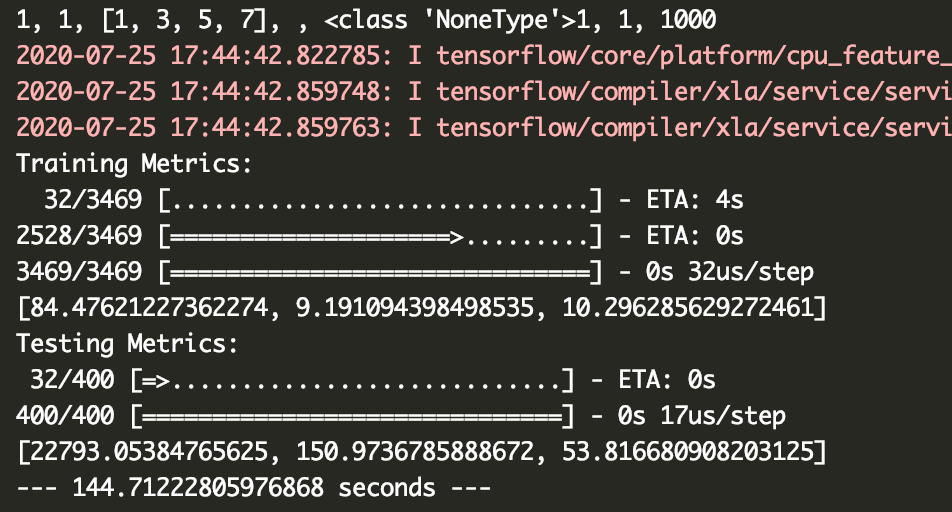 1, 1, [1, 3, 5, 7], , <class 'NoneType'>1, 1, 1000
2020-07-25 17:44:42.822785: I tensorflow/core/platform/cpu_feature_
2020-07-25 17:44:42.859748: I tensorflow/compiler/xla/service/servi
2020-07-25 17:44:42.859763: I tensorflow/compiler/xla/service/servi
Training Metrics:
  32/3469 [..............................] - ETA: 4s
2528/3469 [====================>.........] - ETA: 0s
3469/3469 [==============================] - 0s 32us/step
[84.47621227362274, 9.191094398498535, 10.296285629272461]
Testing Metrics:
 32/400 [=>............................] - ETA: 0s
400/400 [==============================] - 0s 17us/step
[22793.05384765625, 150.9736785888672, 53.816680908203125]
--- 144.71222805976868 seconds ---